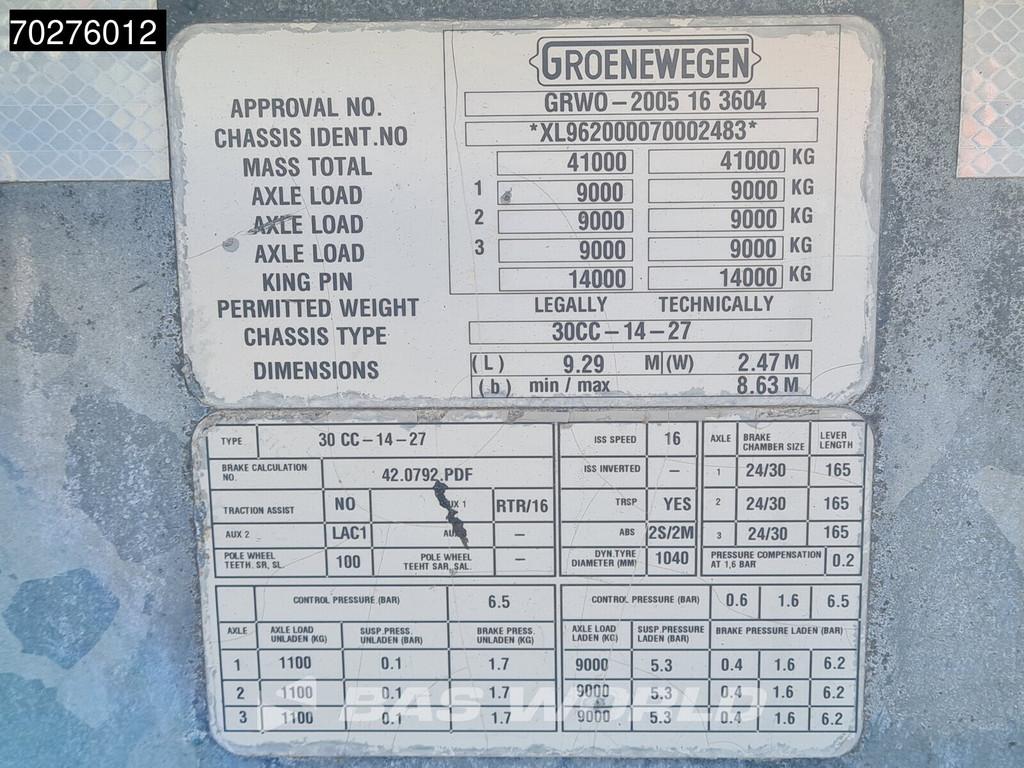 70276012
GROENEWEGEN
APPROVAL NO. GRWO-2005 16 3604
CHASSIS IDENT.NO *XL962000070002483*
MASS TOTAL 41000 41000 KG
AXLE LOAD 1 9000 9000 KG
AXLE LOAD 2 9000 9000 KG
AXLE LOAD 3 9000 9000 KG
KING PIN 14000 14000 KG
PERMITTED WEIGHT LEGALLY TECHNICALLY
CHASSIS TYPE 30CC-14-27
DIMENSIONS (L) 9.29 M (W) 2.47 M
(b) min / max 8.63 M
TYPE 30 CC-14-27 ISS SPEED 16 AXLE BRAKE CHAMBER SIZE LEVER LENGTH
BRAKE CALCULATION NO. 42.0792.PDF ISS INVERTED – 1 24/30 165
TRACTION ASSIST NO UX 1 RTR/16 TRSP YES 2 24/30 165
AUX 2 LAC1 AU – ABS 2S/2M 3 24/30 165
POLE WHEEL TEETH. SR, SL. 100 POLE WHEEL TEEHT SAR, SAL. – DYN.TYRE DIAMETER (MM) 1040 PRESSURE COMPENSATION AT 1,6 BAR 0.2
CONTROL PRESSURE (BAR) 6.5 CONTROL PRESSURE (BAR) 0.6 1.6 6.5
AXLE AXLE LOAD UNLADEN (KG) SUSP.PRESS. UNLADEN (BAR) BRAKE PRESS. UNLADEN (KG) AXLE LOAD LADEN (KG) SUSP.PRESSURE LADEN (BAR) BRAKE PRESSURE LADEN (BAR)
1 1100 0.1 1.7 9000 5.3 0.4 1.6 6.2
2 1100 0.1 1.7 9000 5.3 0.4 1.6 6.2
3 1100 0.1 1.7 9000 5.3 0.4 1.6 6.2
BAS WORLD